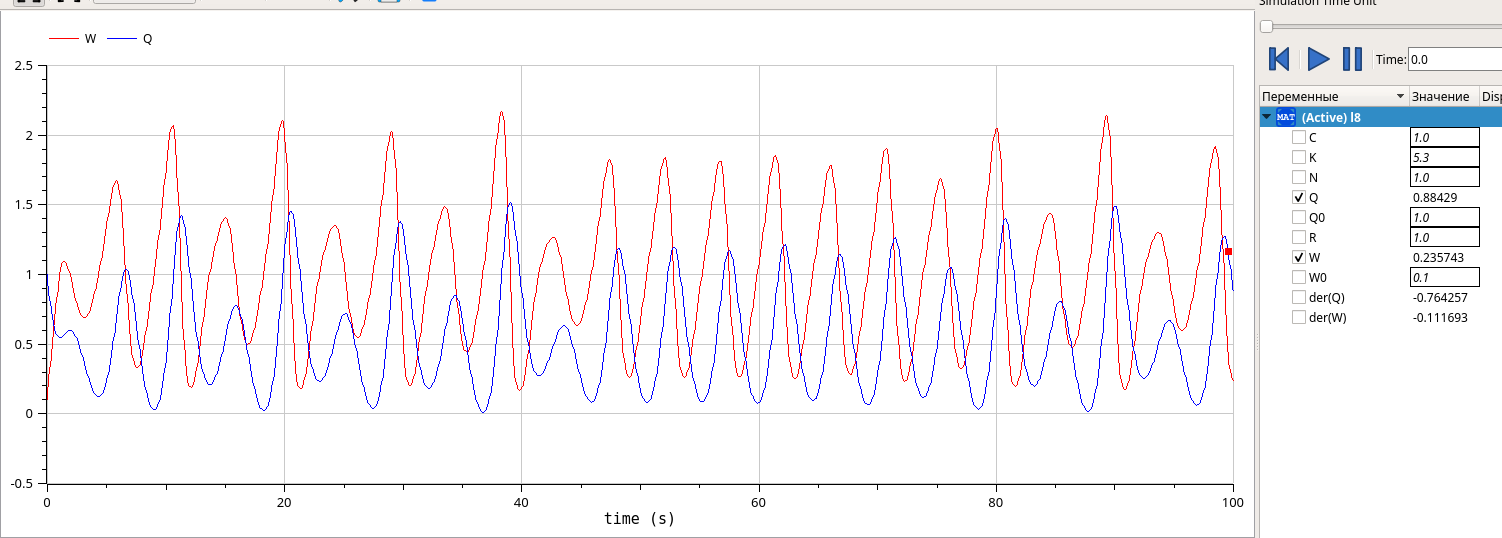 Simulation Time Unit
W Q
2.5
2
1.5
1
0.5
0
-0.5
0 20 40 60 80 100
time (s)
Time: 0.0
Переменные Значение Disp
MAT (Active) l8
C 1.0
K 5.3
N 1.0
Q 0.88429
Q0 1.0
R 1.0
W 0.235743
W0 0.1
der(Q) -0.764257
der(W) -0.111693